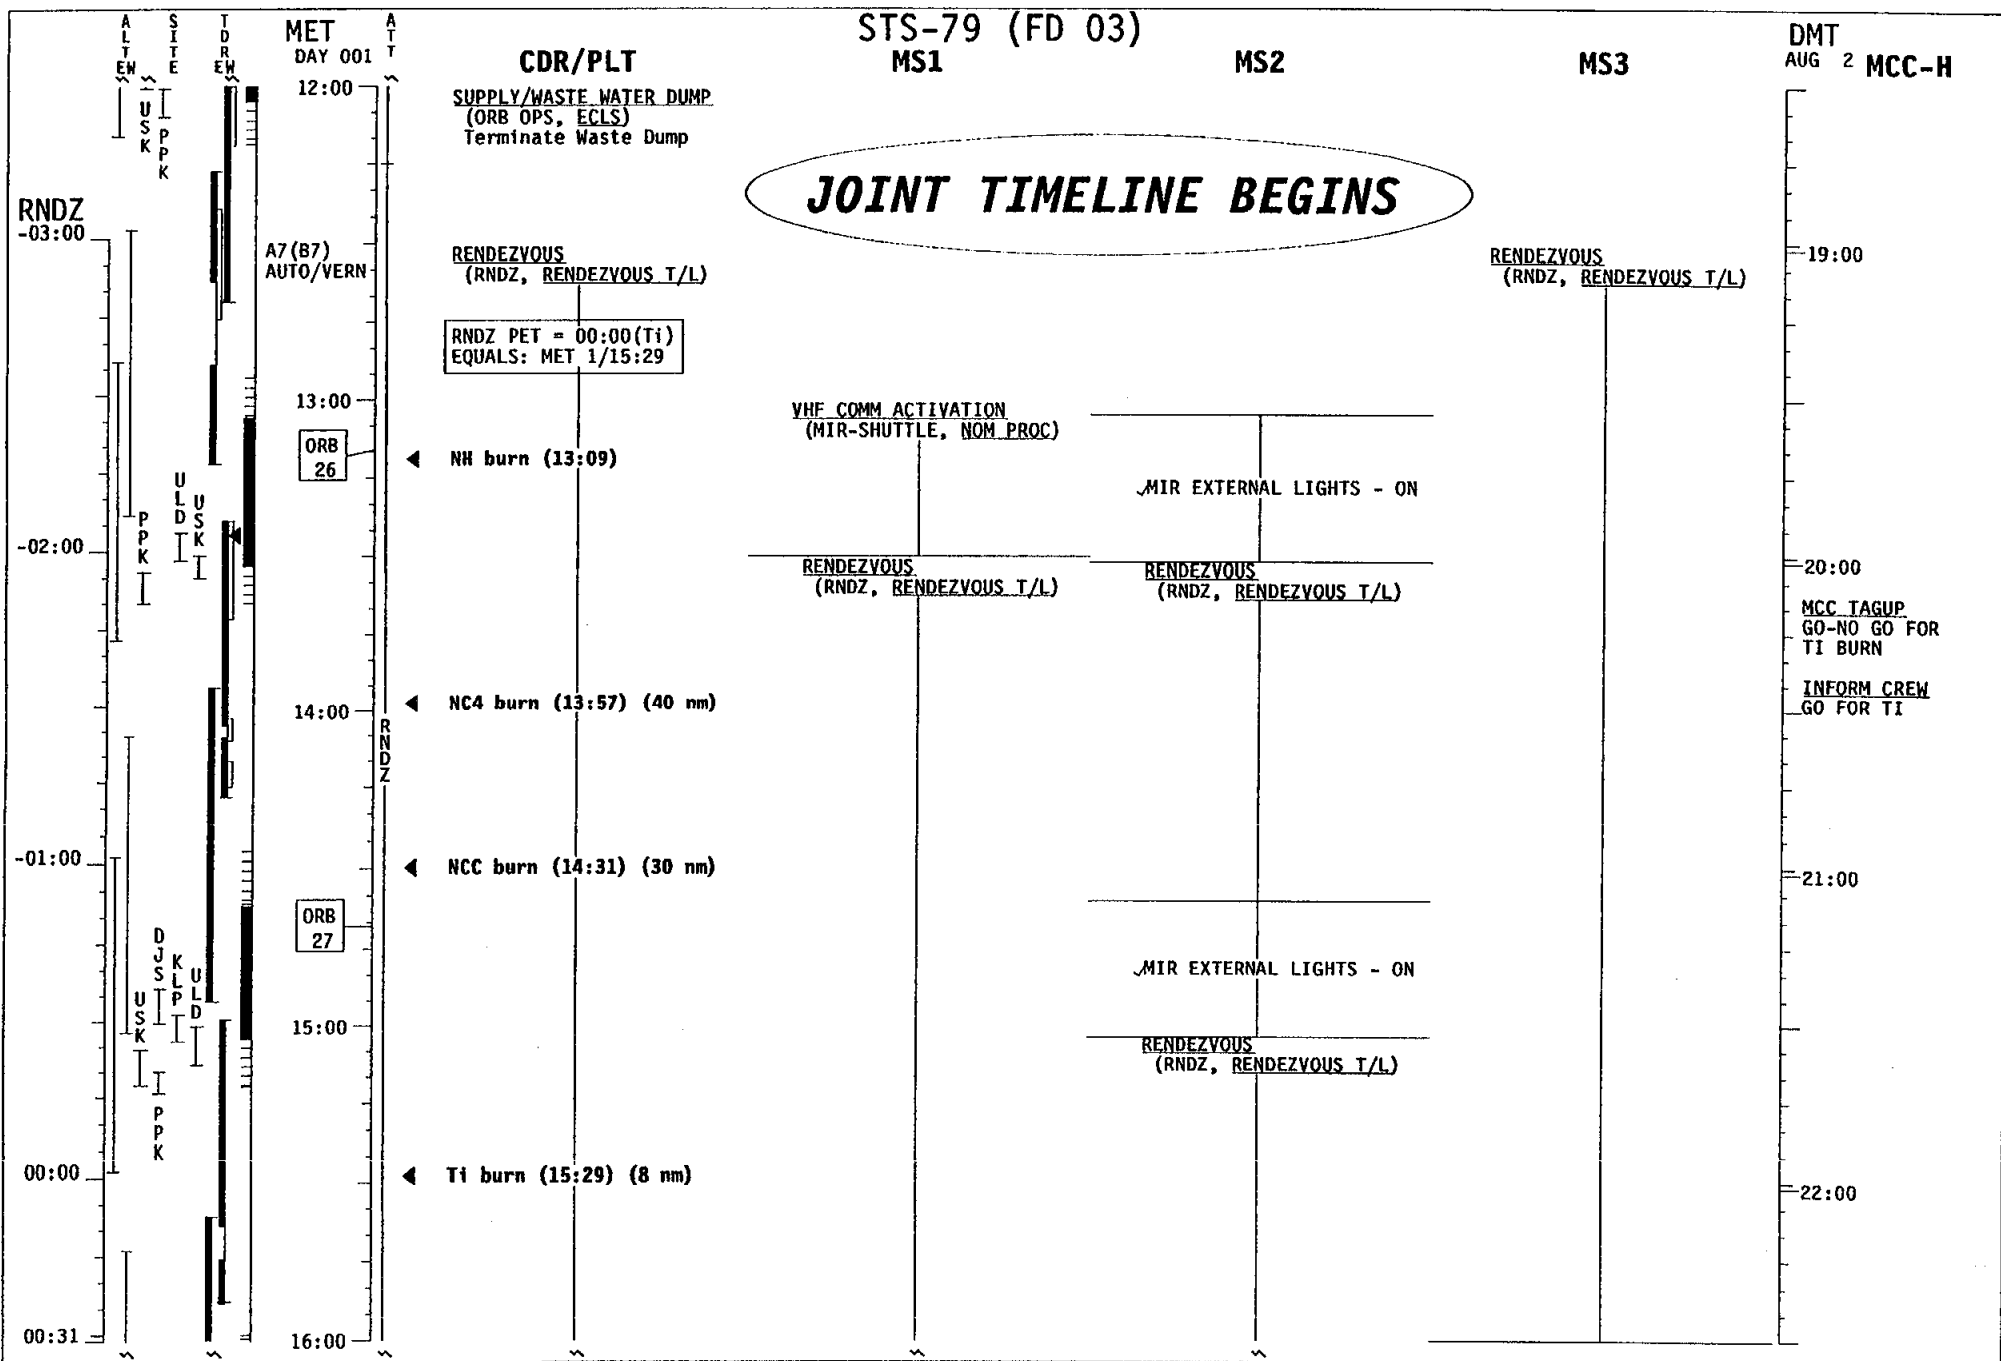 STS-79 (FD 03)
ALT
EW
SITE
TDR
EW
MET
DAY 001
ATT
CDR/PLT
MS1
MS2
MS3
DMT
AUG 2
MCC-H
12:00
SUPPLY/WASTE WATER DUMP
(ORB OPS, ECLS)
Terminate Waste Dump
USK
PPK
JOINT TIMELINE BEGINS
RNDZ
-03:00
A7(B7)
AUTO/VERN
RENDEZVOUS
(RNDZ, RENDEZVOUS T/L)
RENDEZVOUS
(RNDZ, RENDEZVOUS T/L)
19:00
RNDZ PET = 00:00(Ti)
EQUALS: MET 1/15:29
13:00
VHF COMM ACTIVATION
(MIR-SHUTTLE, NOM PROC)
ORB
26
NH burn (13:09)
✓MIR EXTERNAL LIGHTS - ON
ULD
USK
PPK
-02:00
RENDEZVOUS
(RNDZ, RENDEZVOUS T/L)
RENDEZVOUS
(RNDZ, RENDEZVOUS T/L)
20:00
MCC TAGUP
GO-NO GO FOR
TI BURN
INFORM CREW
GO FOR TI
14:00
NC4 burn (13:57) (40 nm)
RNDZ
-01:00
NCC burn (14:31) (30 nm)
21:00
ORB
27
DJS
KLP
ULD
USK
✓MIR EXTERNAL LIGHTS - ON
15:00
RENDEZVOUS
(RNDZ, RENDEZVOUS T/L)
PPK
00:00
Ti burn (15:29) (8 nm)
22:00
00:31
16:00